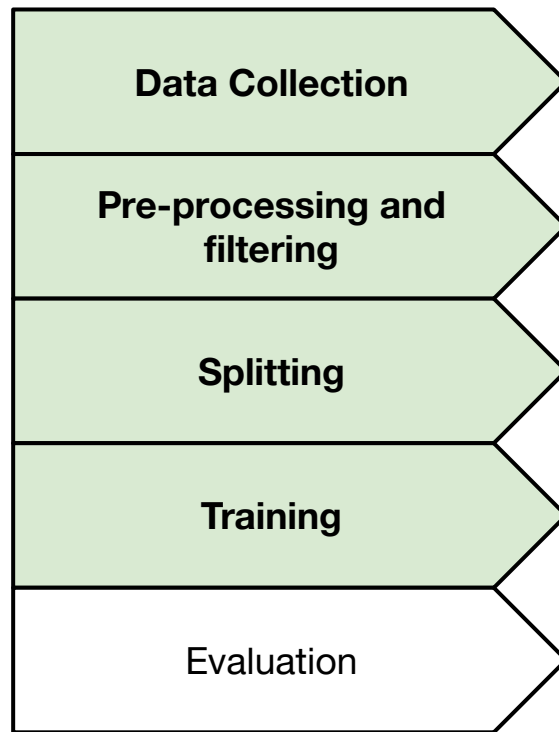 Data Collection
Pre-processing and
filtering
Splitting
Training
Evaluation